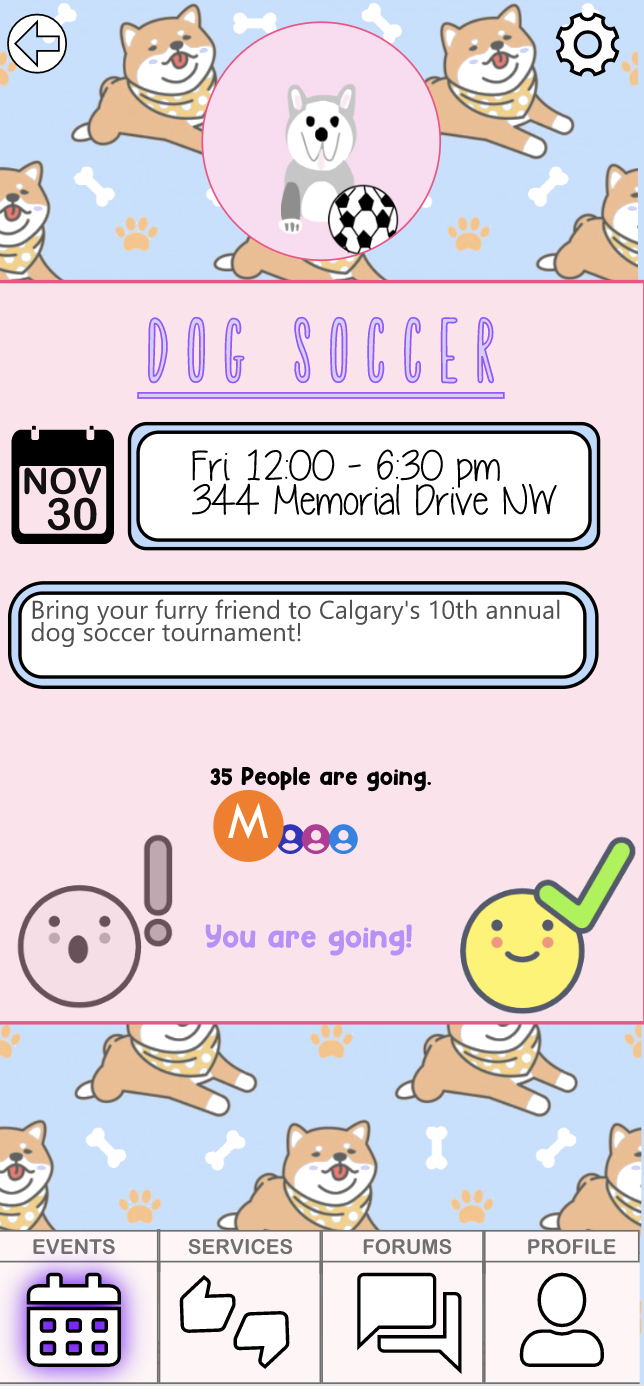 DOG SOCCER
NOV
30
Fri 12:00 - 6:30 pm
344 Memorial Drive NW
Bring your furry friend to Calgary's 10th annual
dog soccer tournament!
35 People are going.
M
You are going!
EVENTS
SERVICES
FORUMS
PROFILE